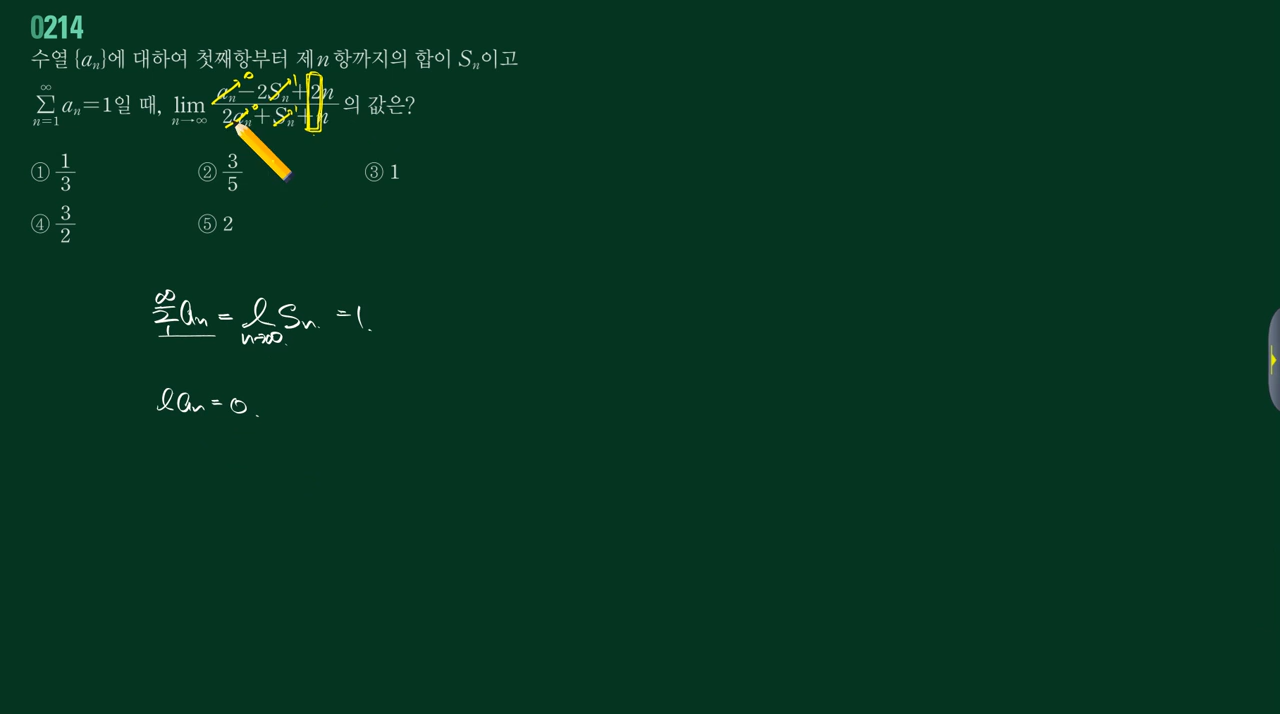 0214
수열 {aₙ}에 대하여 첫째항부터 제n항까지의 합이 Sₙ이고
∑_{n=1}^{∞} aₙ=1일 때, lim_{n→∞} (aₙ−2Sₙ+2n)/(2aₙ+Sₙ+n) 의 값은?
① 1/3 ② 3/5 ③ 1
④ 3/2 ⑤ 2
∑_{1}^{∞} aₙ = l_{n→∞} Sₙ = 1.
l aₙ = 0.